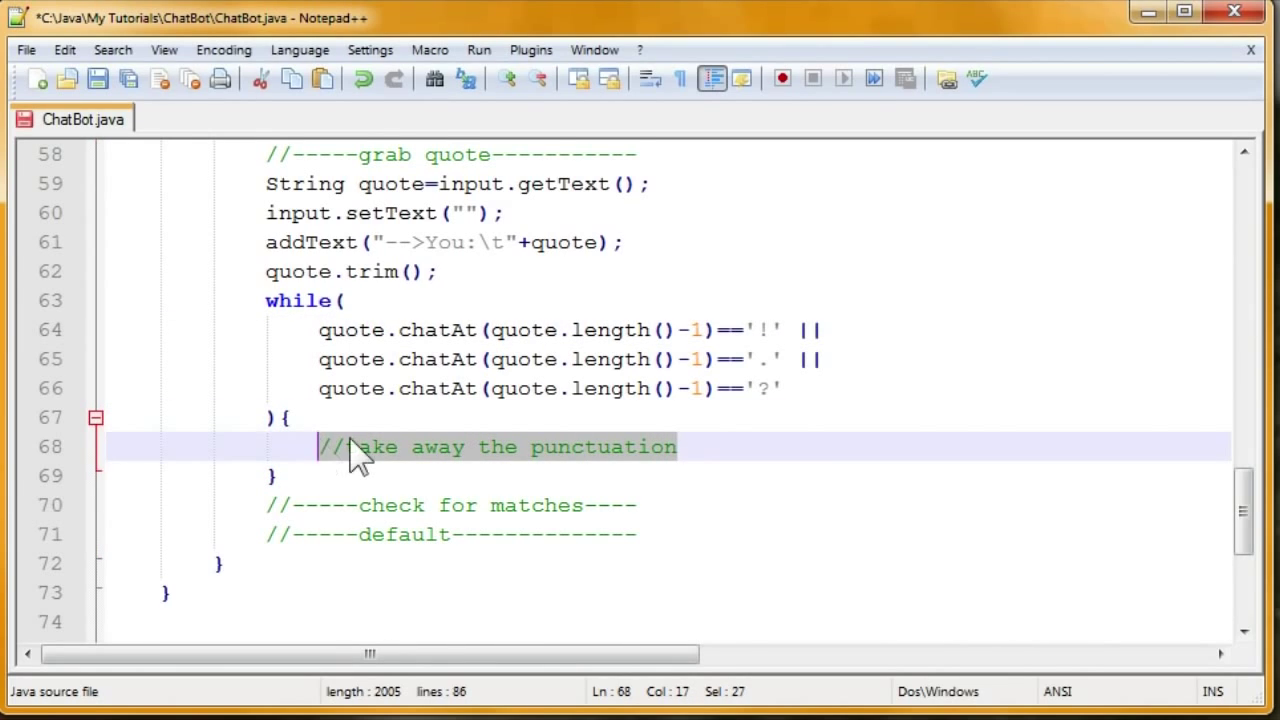 *C:\Java\My Tutorials\ChatBot\ChatBot.java - Notepad++
File Edit Search View Encoding Language Settings Macro Run Plugins Window ? X
ABC
ChatBot.java
58 //-----grab quote-----------
59 String quote=input.getText();
60 input.setText("");
61 addText("-->You:\t"+quote);
62 quote.trim();
63 while(
64 quote.chatAt(quote.length()-1)=='!' ||
65 quote.chatAt(quote.length()-1)=='.' ||
66 quote.chatAt(quote.length()-1)=='?'
67 ){
68 //take away the punctuation
69 }
70 //-----check for matches----
71 //-----default--------------
72 }
73 }
74
Java source file length : 2005 lines : 86 Ln : 68 Col : 17 Sel : 27 Dos\Windows ANSI INS